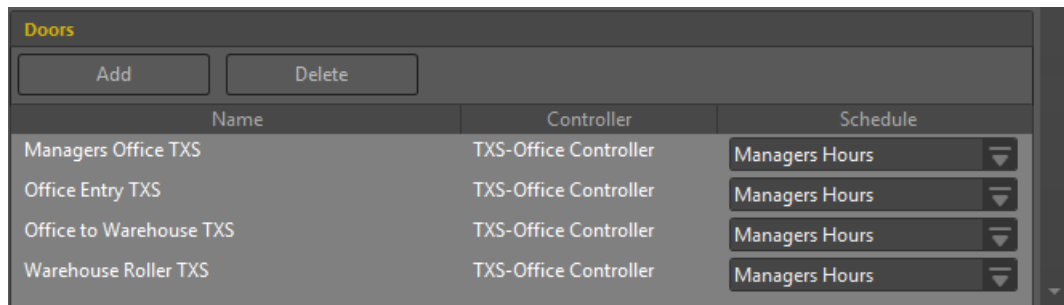 Doors
Add Delete
Name Controller Schedule
Managers Office TXS TXS-Office Controller Managers Hours
Office Entry TXS TXS-Office Controller Managers Hours
Office to Warehouse TXS TXS-Office Controller Managers Hours
Warehouse Roller TXS TXS-Office Controller Managers Hours